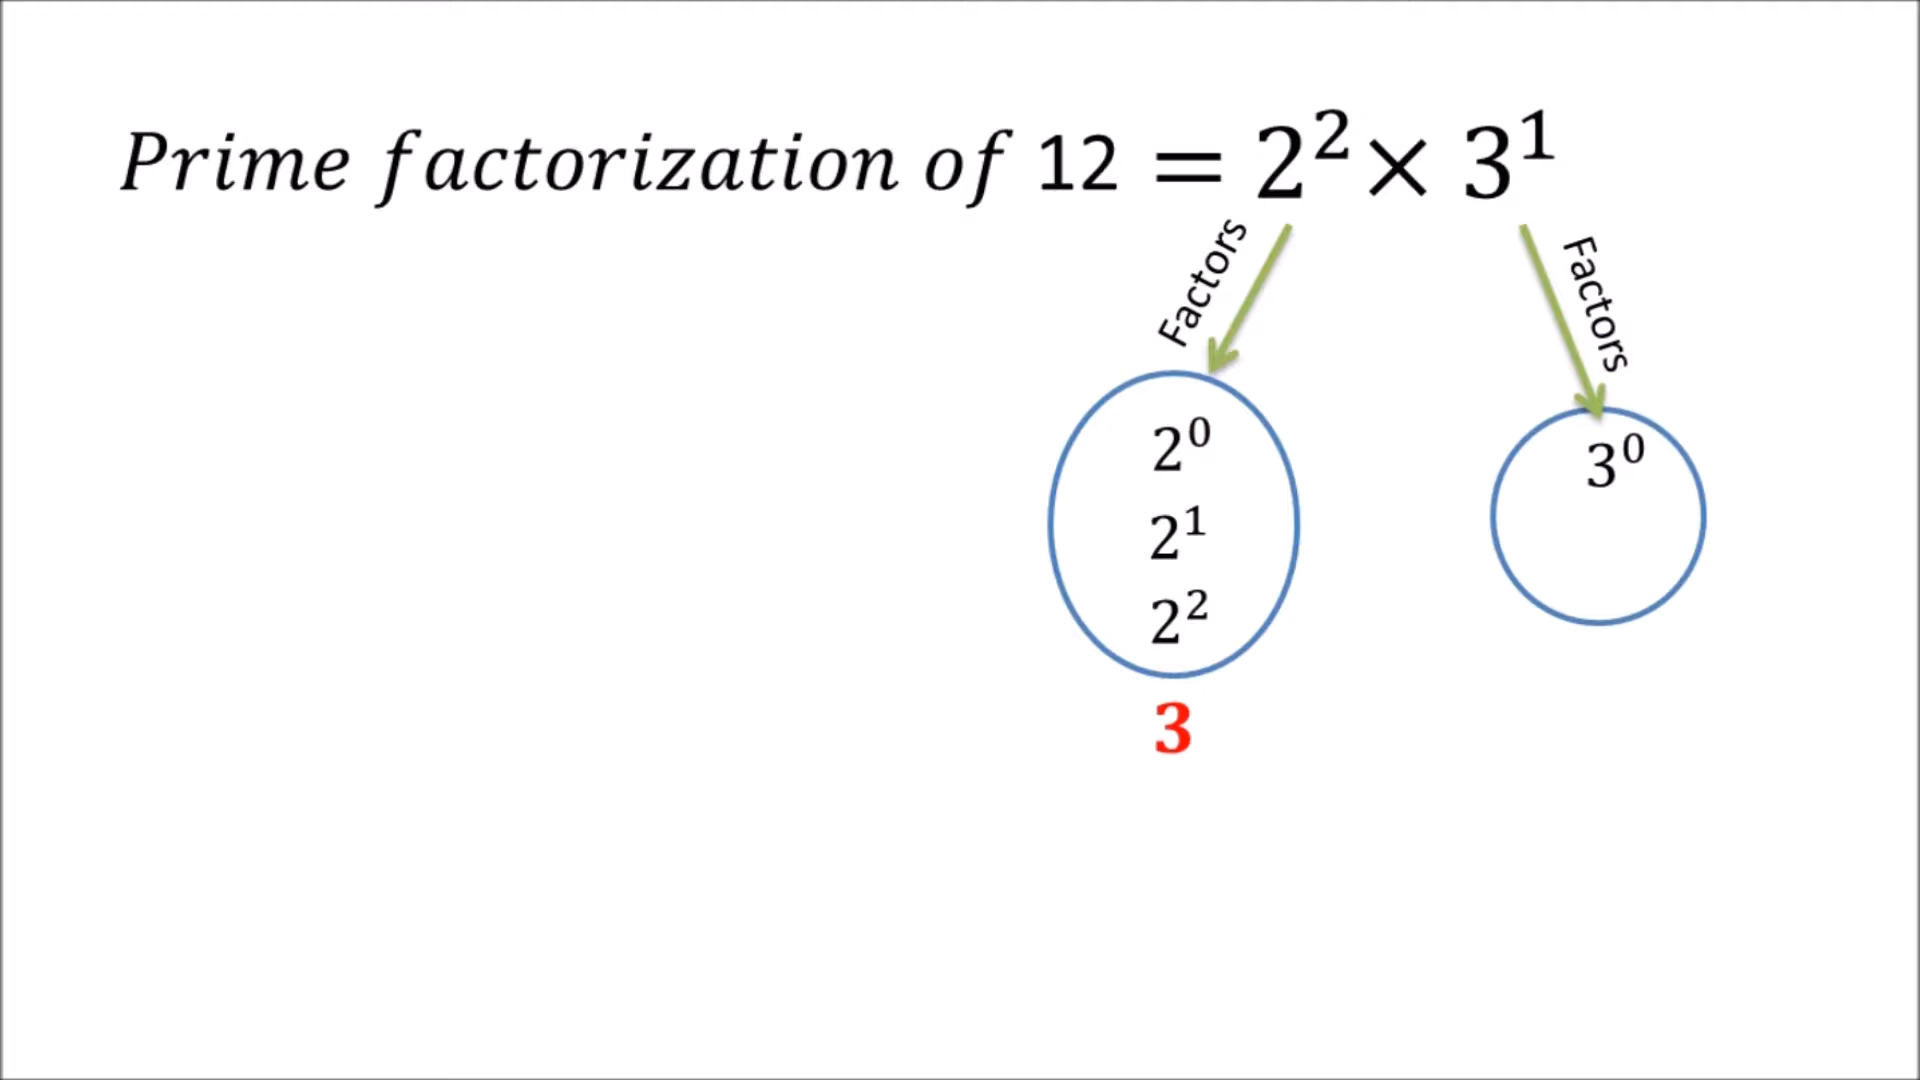 Prime factorization of 12 = 2² × 3¹
Factors
Factors
2⁰
2¹
2²
3
3⁰